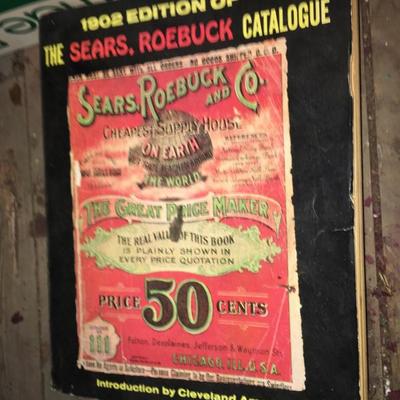 1902 EDITION OF
THE SEARS, ROEBUCK CATALOGUE
SEARS, ROEBUCK
AND CO.
CHEAPEST SUPPLY HOUSE
ON EARTH
THE WORLD
THE GREAT PRICE MAKER
THE REAL VALUE OF THIS BOOK
IS PLAINLY SHOWN IN
EVERY PRICE QUOTATION
PRICE 50 CENTS
111
Fulton, Desplaines, Jefferson & Wayman Sts.
CHICAGO, ILL., U.S.A.
Introduction by Cleveland